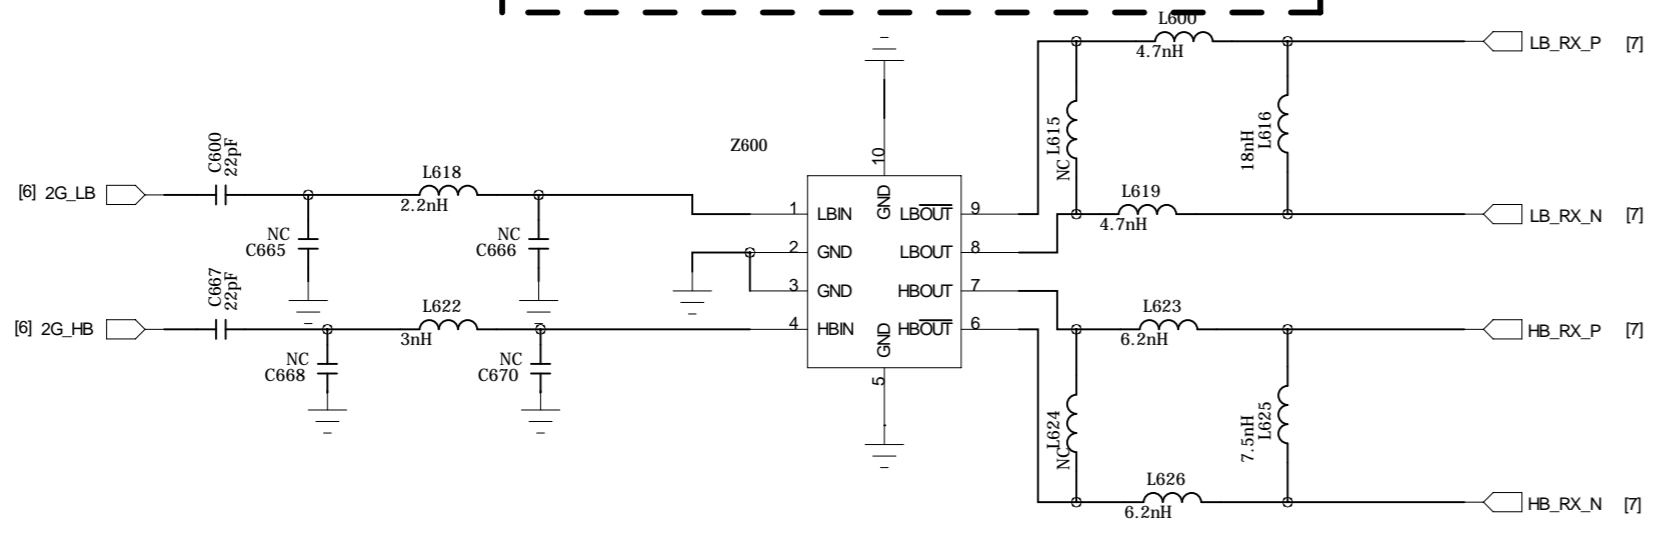 L600
4.7nH
LB_RX_P [7]
C600
22pF
Z600
10
L615
NC
18nH
L616
[6] 2G_LB
L618
2.2nH
L619
4.7nH
LB_RX_N [7]
1 LBIN GND LBOUT 9
NC
C665
NC
C666
2 GND LBOUT 8
C667
22pF
3 GND HBOUT 7
[6] 2G_HB
L622
3nH
4 HBIN GND HBOUT 6
L623
6.2nH
HB_RX_P [7]
NC
C668
NC
C670
5
L624
NC
7.5nH
L625
L626
6.2nH
HB_RX_N [7]